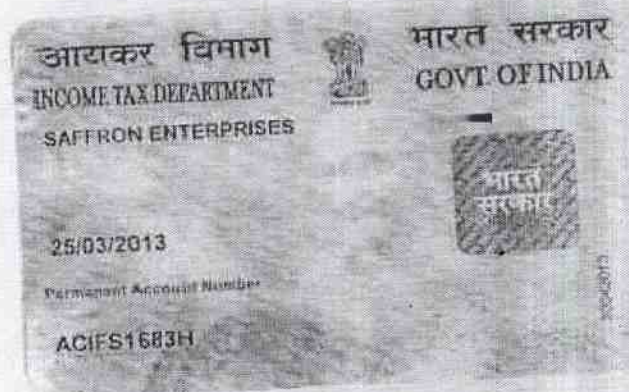 आयकर विभाग
INCOME TAX DEPARTMENT
भारत सरकार
GOVT. OF INDIA
SAFFRON ENTERPRISES
भारत
सरकार
25/03/2013
Permanent Account Number
ACIFS1683H